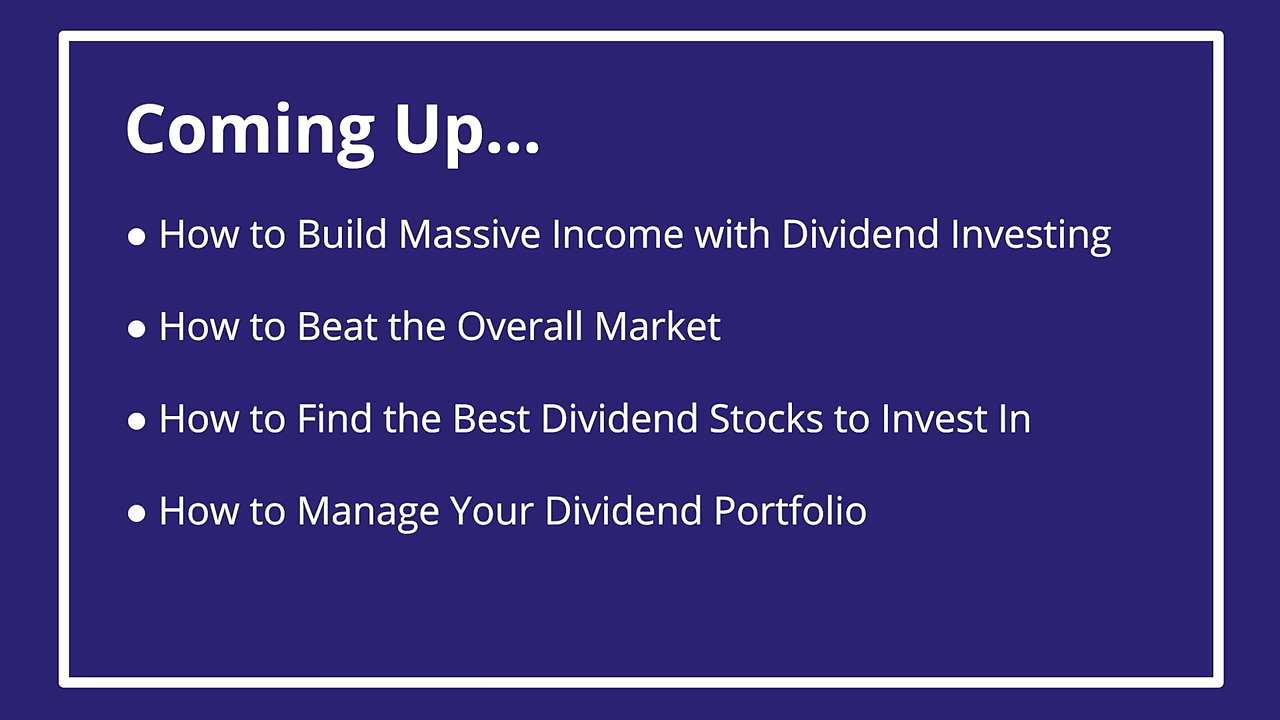 Coming Up...
● How to Build Massive Income with Dividend Investing
● How to Beat the Overall Market
● How to Find the Best Dividend Stocks to Invest In
● How to Manage Your Dividend Portfolio